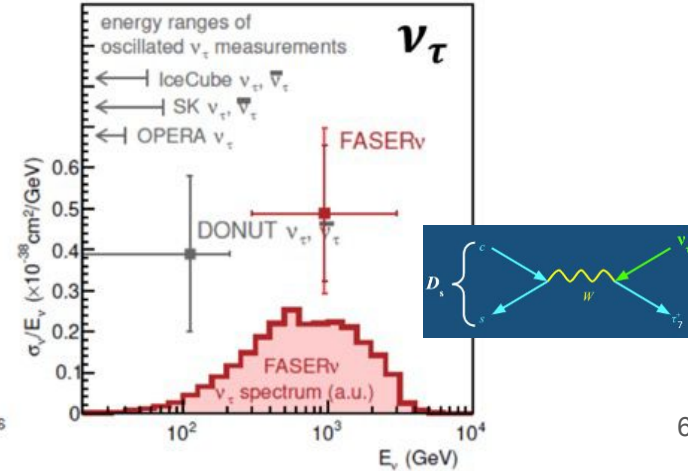 energy ranges of
oscillated ν_τ measurements
ν_τ
IceCube ν_τ, ν̅_τ
SK ν_τ, ν̅_τ
OPERA ν_τ
FASERν
DONUT ν_τ, ν̅_τ
FASERν
ν_τ spectrum (a.u.)
σ_ν/E_ν (×10⁻³⁸cm²/GeV)
0.6
0.5
0.4
0.3
0.2
0.1
0
10²
10³
10⁴
E_ν (GeV)
D_s
c
s
W
s
6